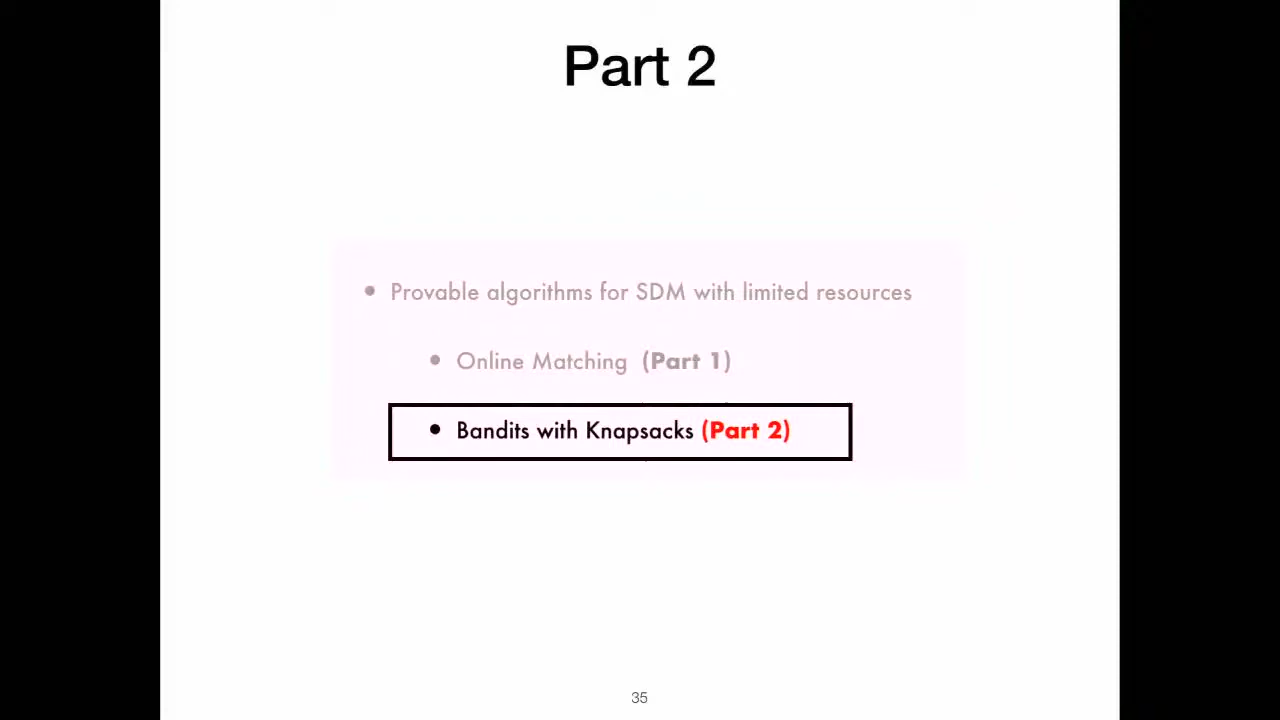 Part 2
• Provable algorithms for SDM with limited resources
• Online Matching (Part 1)
• Bandits with Knapsacks (Part 2)
35